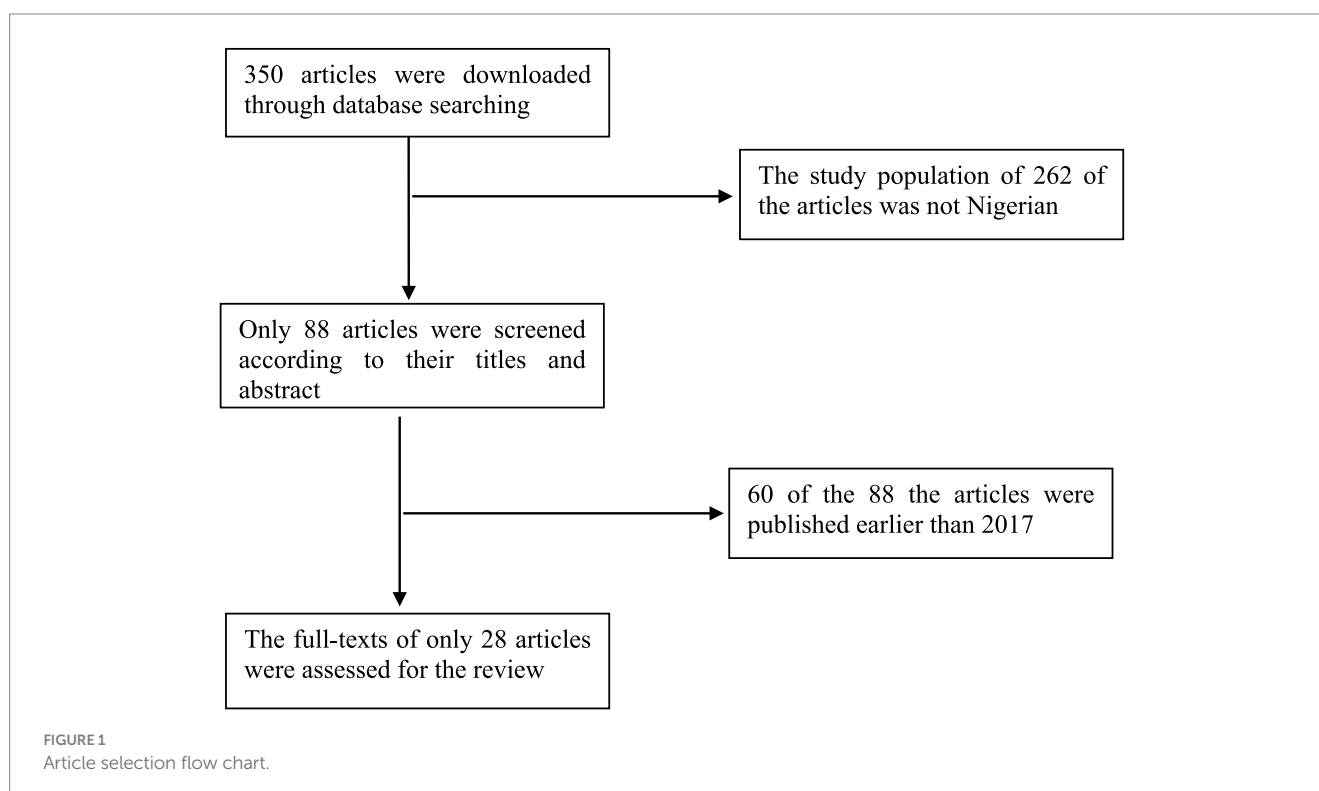 350 articles were downloaded
through database searching
The study population of 262 of
the articles was not Nigerian
Only 88 articles were screened
according to their titles and
abstract
60 of the 88 the articles were
published earlier than 2017
The full-texts of only 28 articles
were assessed for the review
FIGURE 1
Article selection flow chart.